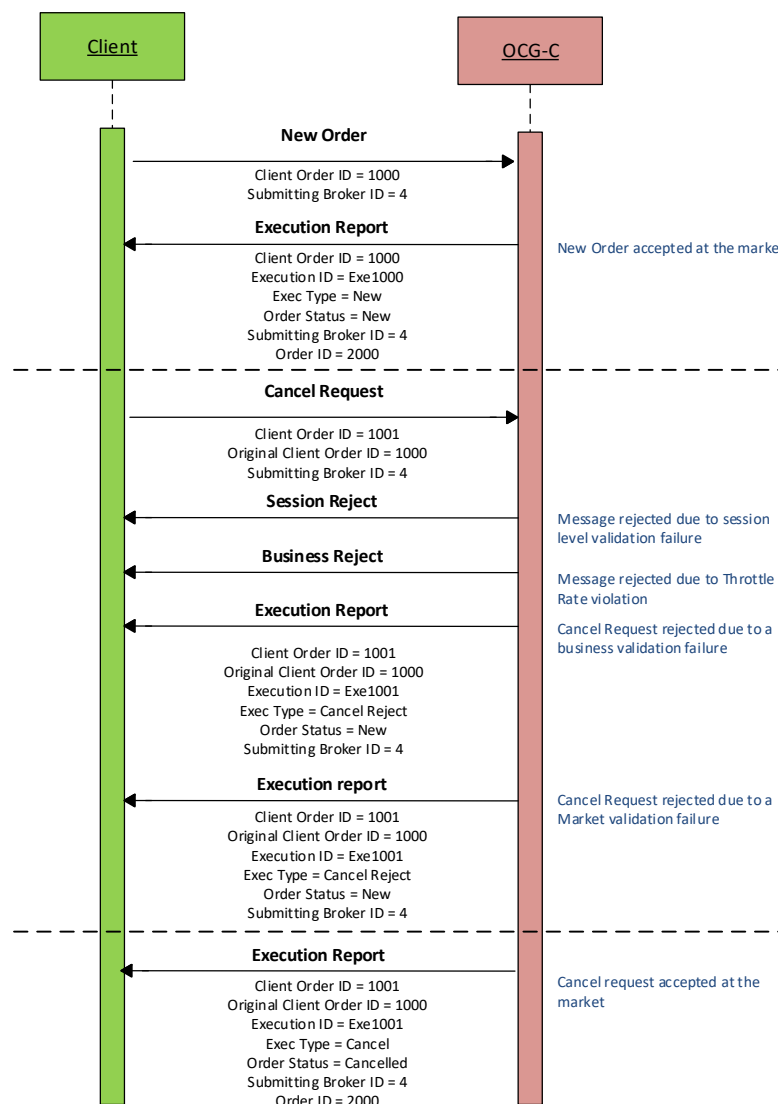 Client
OCG-C
New Order
Client Order ID = 1000
Submitting Broker ID = 4
Execution Report
New Order accepted at the marke
Client Order ID = 1000
Execution ID = Exe1000
Exec Type = New
Order Status = New
Submitting Broker ID = 4
Order ID = 2000
Cancel Request
Client Order ID = 1001
Original Client Order ID = 1000
Submitting Broker ID = 4
Session Reject
Message rejected due to session
level validation failure
Business Reject
Message rejected due to Throttle
Rate violation
Execution Report
Cancel Request rejected due to a
business validation failure
Client Order ID = 1001
Original Client Order ID = 1000
Execution ID = Exe1001
Exec Type = Cancel Reject
Order Status = New
Submitting Broker ID = 4
Execution report
Cancel Request rejected due to a
Market validation failure
Client Order ID = 1001
Original Client Order ID = 1000
Execution ID = Exe1001
Exec Type = Cancel Reject
Order Status = New
Submitting Broker ID = 4
Execution Report
Cancel request accepted at the
market
Client Order ID = 1001
Original Client Order ID = 1000
Execution ID = Exe1001
Exec Type = Cancel
Order Status = Cancelled
Submitting Broker ID = 4
Order ID = 2000